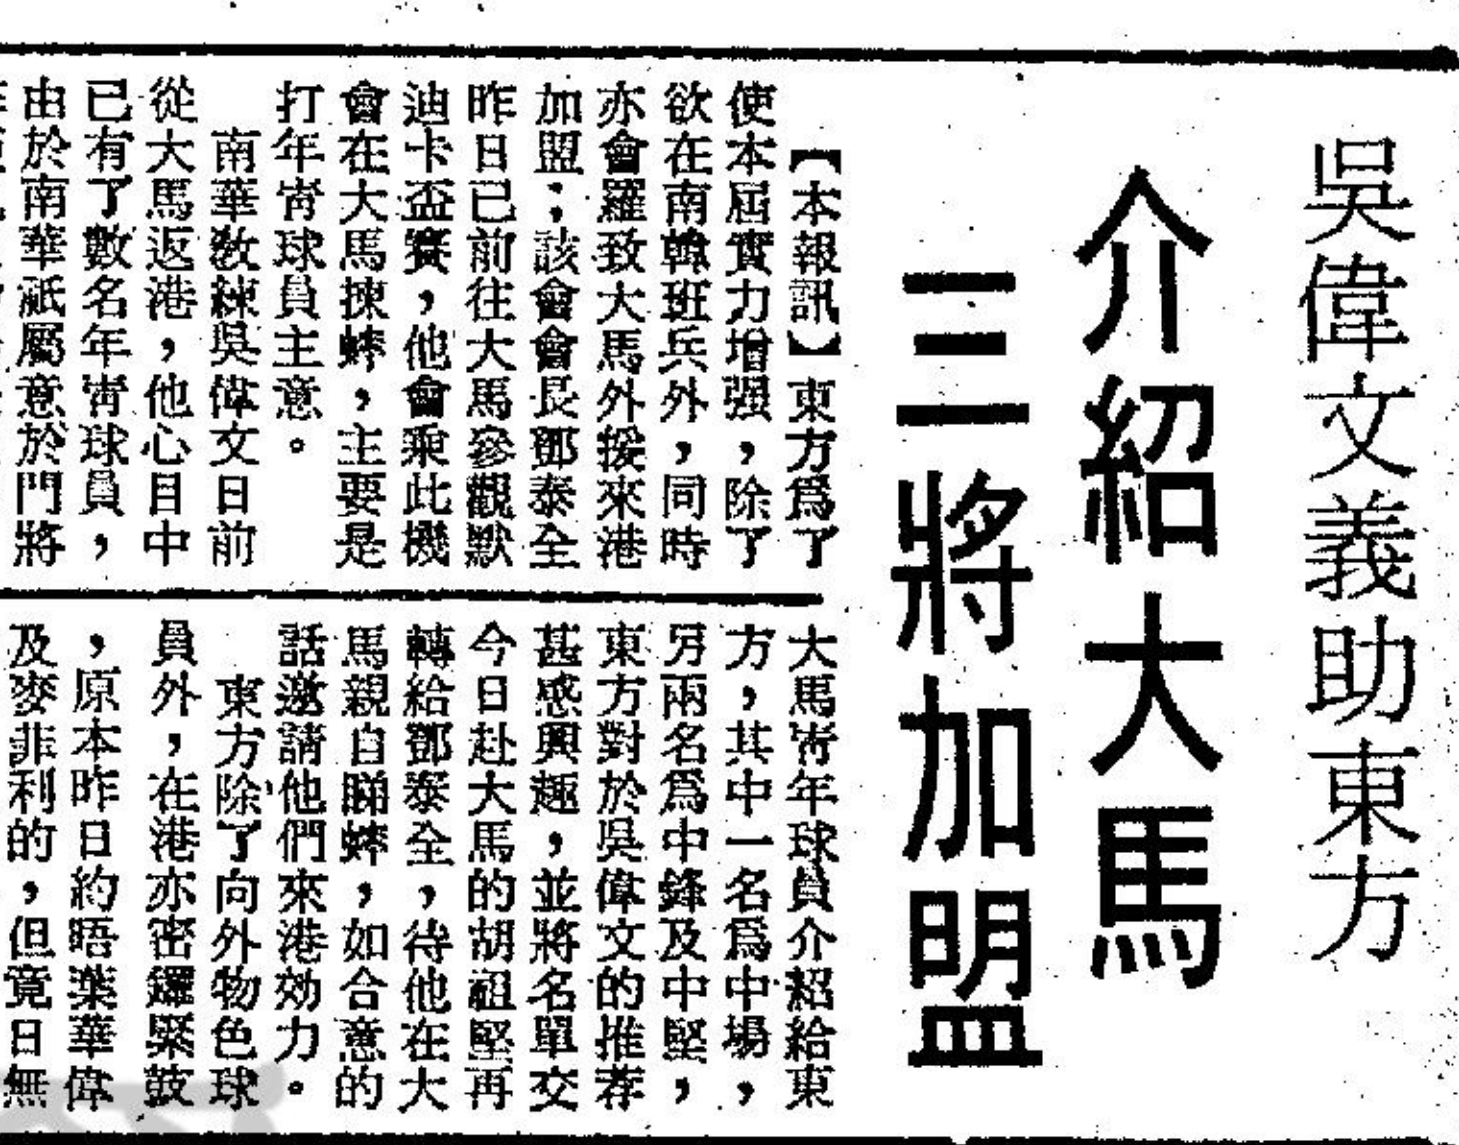 吳偉文義助東方
介紹大馬
三將加盟
【本報訊】東方爲了
使本屆實力增强，除了
欲在南韓班兵外，同時
亦會羅致大馬外援來港
加盟；該會會長鄧泰全
昨日已前往大馬參觀默
迪卡盃賽，他會乘此機
會在大馬揀蟀，主要是
打年靑球員主意。
南華教練吳偉文日前
從大馬返港，他心目中
已有了數名年靑球員，
由於南華祇屬意於門將
大馬靑年球員介紹給東
方，其中一名爲中場，
另兩名爲中鋒及中堅，
東方對於吳偉文的推荐
甚感興趣，並將名單交
今日赴大馬的胡祖堅再
轉給鄧泰全，待他在大
馬親自睇蟀，如合意的
話邀請他們來港効力。
東方除了向外物色球
員外，在港亦密鑼緊鼓
，原本昨日約晤葉華偉
及麥非利的，但竟日無